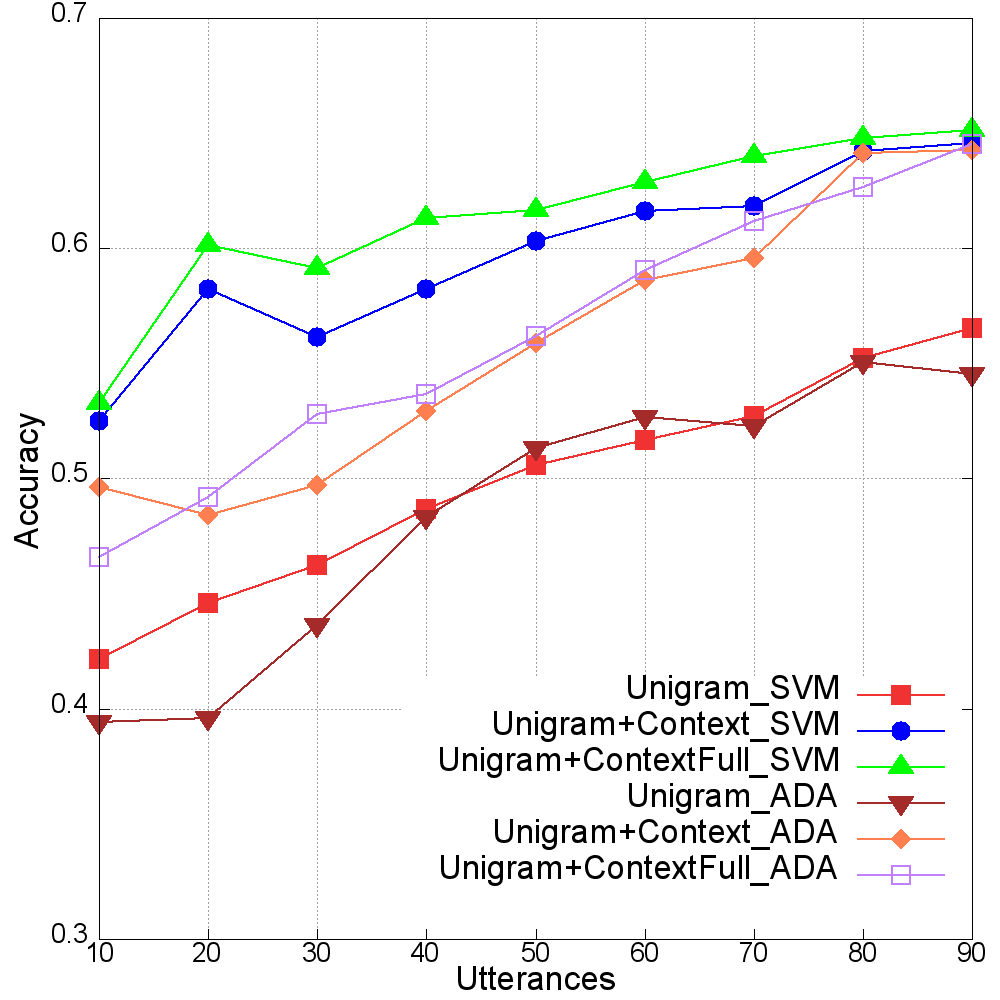 0.7
0.6
0.5
0.4
0.3
Accuracy
Unigram_SVM
Unigram+Context_SVM
Unigram+ContextFull_SVM
Unigram_ADA
Unigram+Context_ADA
Unigram+ContextFull_ADA
10 20 30 40 50 60 70 80 90
Utterances